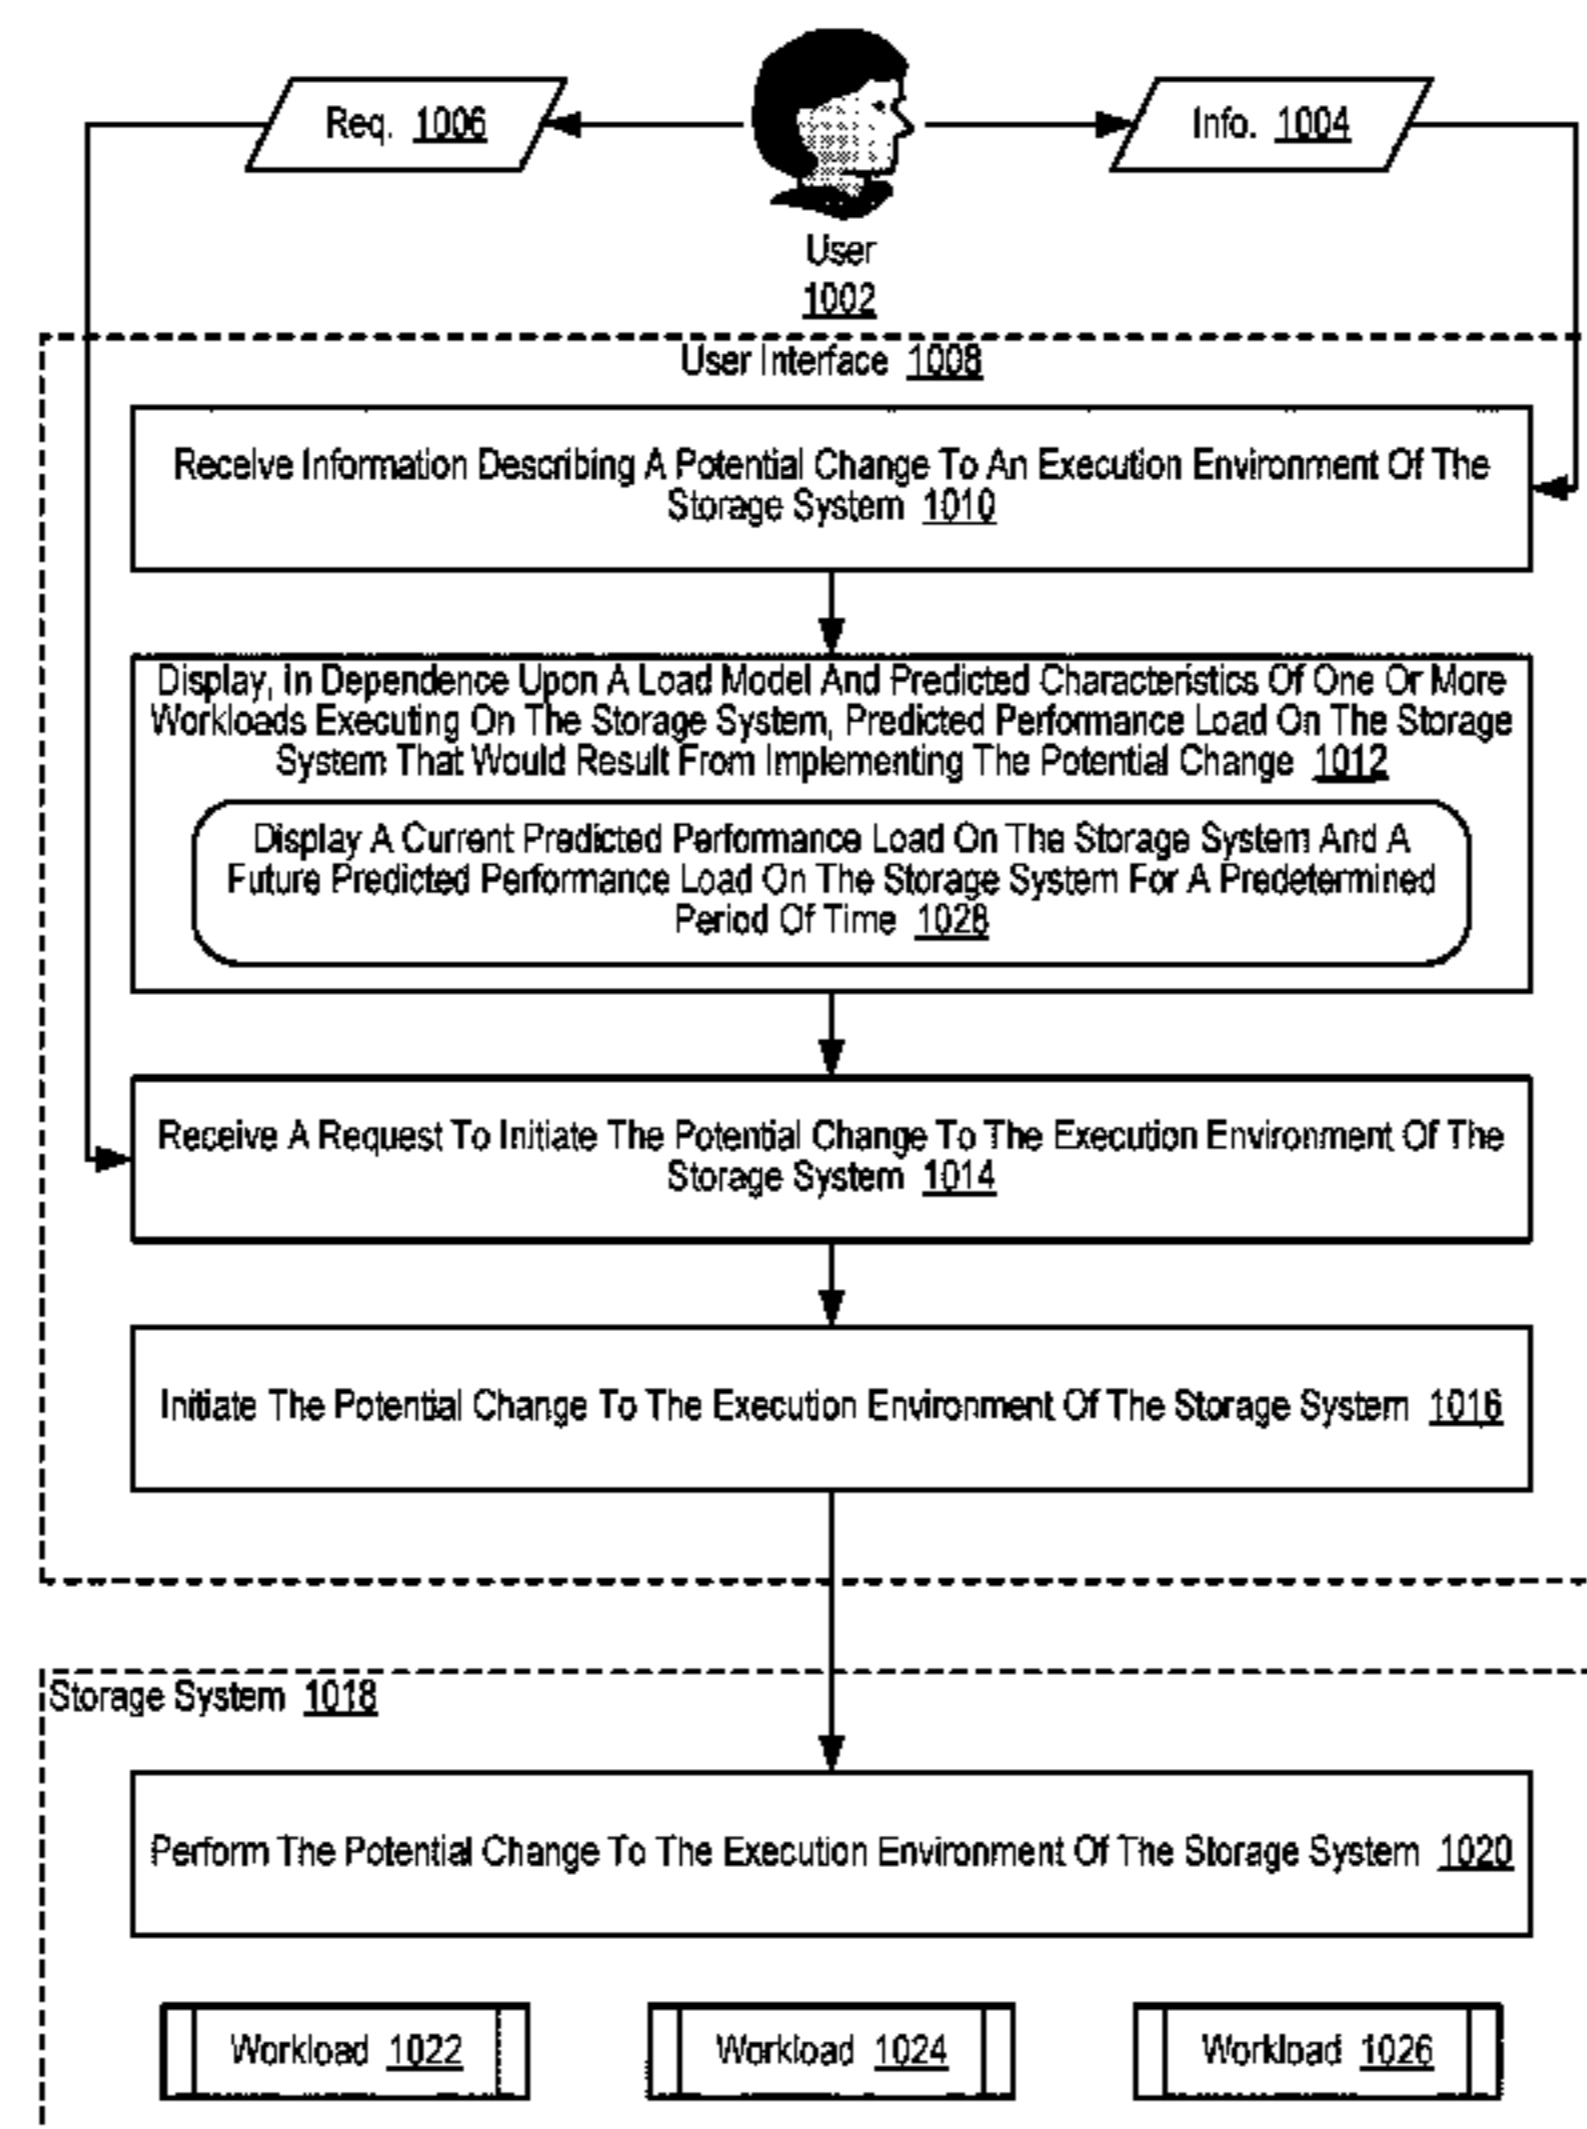 Req. 1006
Info. 1004
User
1002
User Interface 1008
Receive Information Describing A Potential Change To An Execution Environment Of The
Storage System 1010
Display, In Dependence Upon A Load Model And Predicted Characteristics Of One Or More
Workloads Executing On The Storage System, Predicted Performance Load On The Storage
System That Would Result From Implementing The Potential Change 1012
Display A Current Predicted Performance Load On The Storage System And A
Future Predicted Performance Load On The Storage System For A Predetermined
Period Of Time 1028
Receive A Request To Initiate The Potential Change To The Execution Environment Of The
Storage System 1014
Initiate The Potential Change To The Execution Environment Of The Storage System 1016
Storage System 1018
Perform The Potential Change To The Execution Environment Of The Storage System 1020
Workload 1022
Workload 1024
Workload 1026